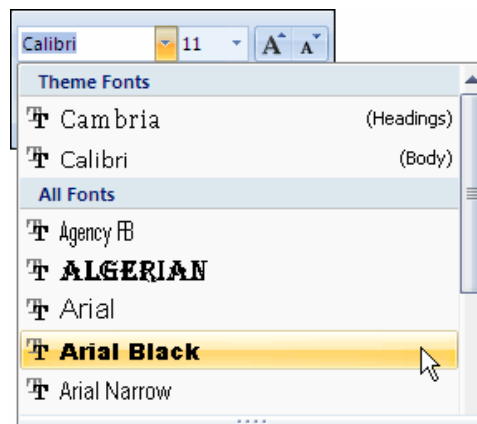 Calibri 11 A A
Theme Fonts
Cambria (Headings)
Calibri (Body)
All Fonts
Agency FB
ALGERIAN
Arial
Arial Black
Arial Narrow